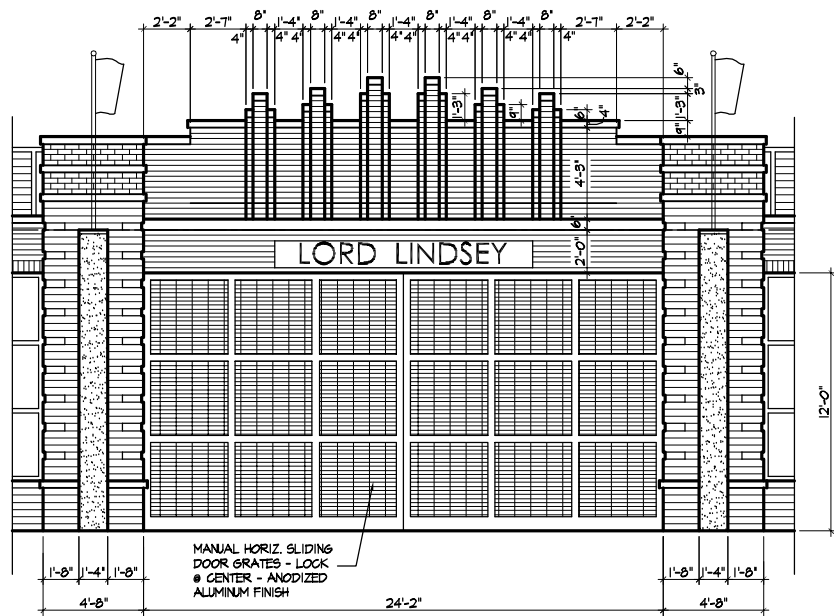 2'-2" 2'-7" 8" 1'-4" 8" 1'-4" 8" 1'-4" 8" 1'-4" 8" 1'-4" 8" 2'-7" 2'-2"
4" 4" 4" 4" 4" 4" 4" 4" 4" 4" 4" 4"
6"
3"
1'-3" 9" 6" 4" 1'-3"
9"
4'-3"
6"
2'-0"
LORD LINDSEY
12'-0"
MANUAL HORIZ. SLIDING
DOOR GRATES - LOCK
@ CENTER - ANODIZED
ALUMINUM FINISH
1'-8" 1'-4" 1'-8" 1'-8" 1'-4" 1'-8"
4'-8" 24'-2" 4'-8"